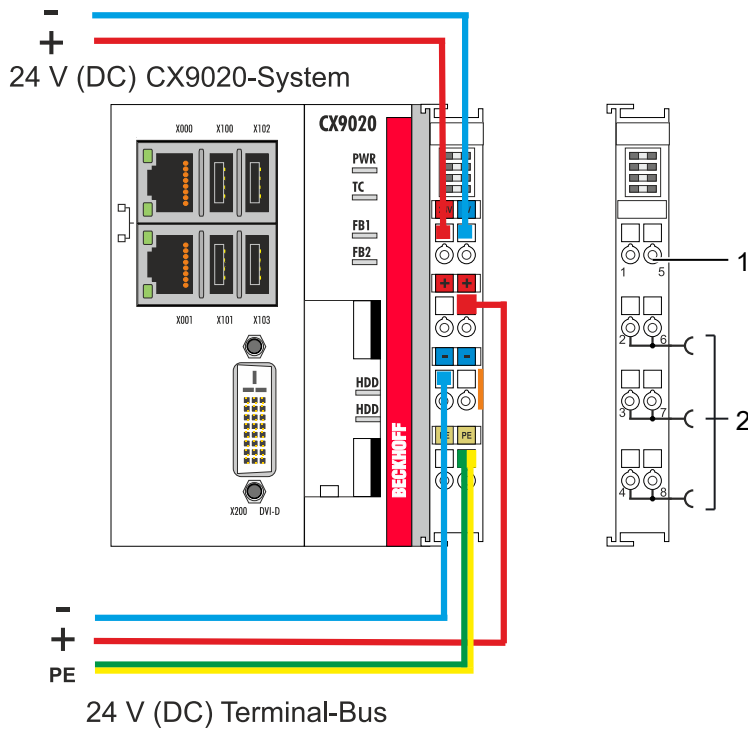 -
+
24 V (DC) CX9020-System
X000 X100 X102
CX9020
PWR
TC
FB1
FB2
X001 X101 X103
HDD
HDD
BECKHOFF
X200 DVI-D
+ +
- -
PE PE
1 5
2 6
3 7
4 8
1
2
-
+
PE
24 V (DC) Terminal-Bus